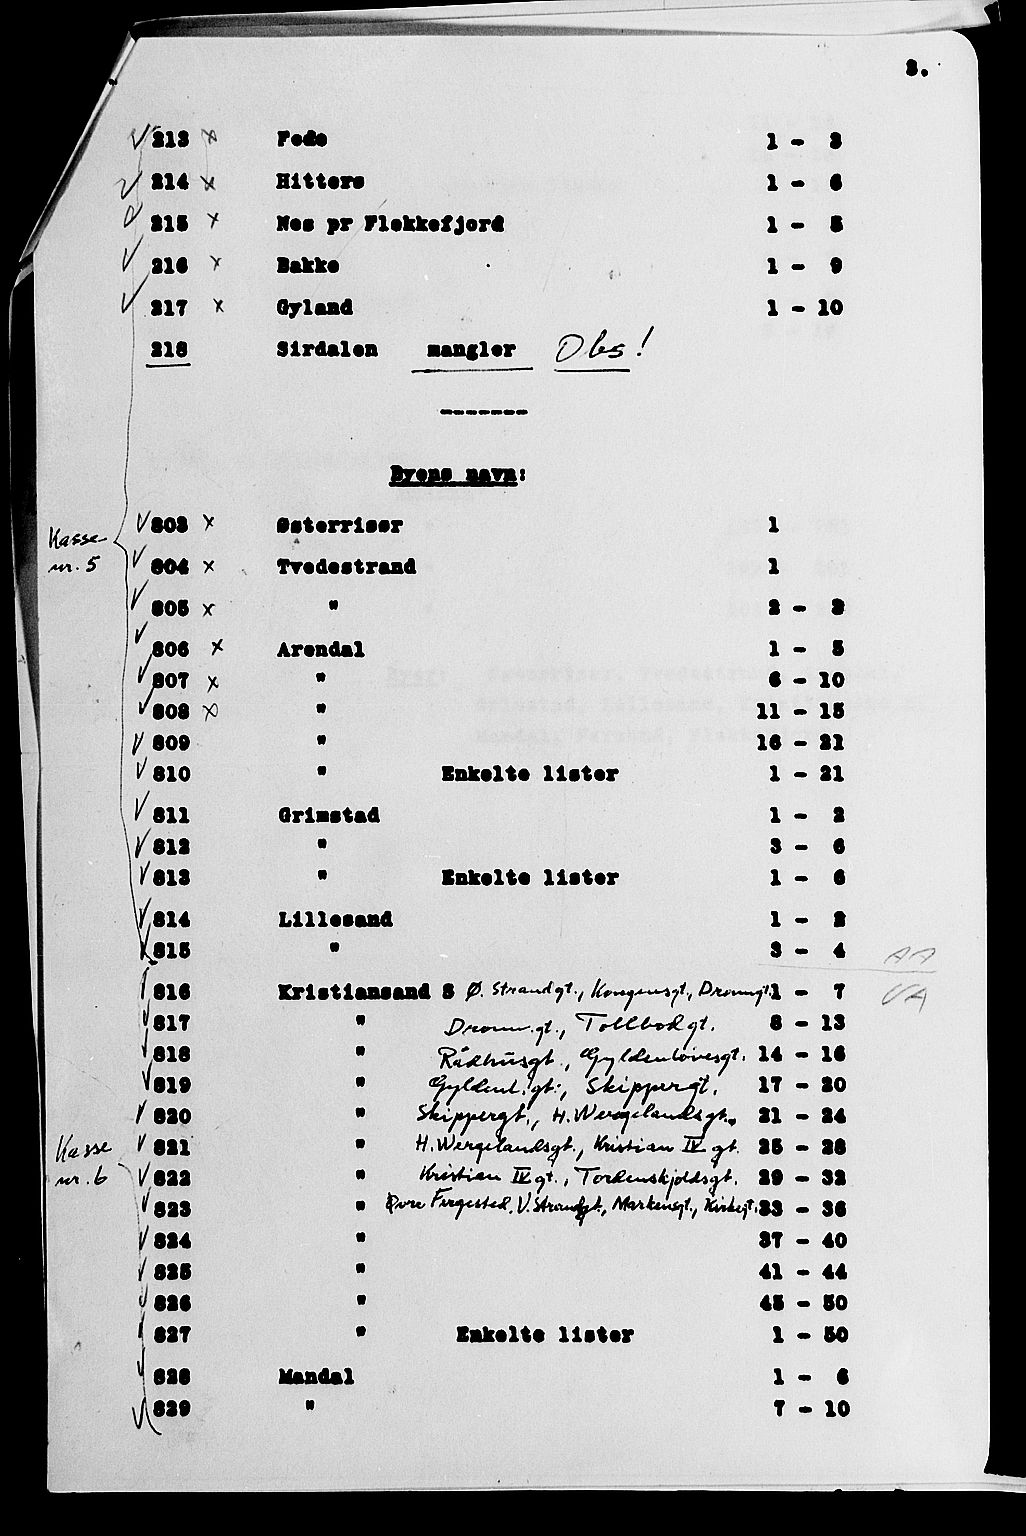 3.
213 x Fede 1 - 3
214 x Hitterø 1 - 6
215 x Nes pr Flekkefjord 1 - 5
216 x Bakke 1 - 9
217 x Gyland 1 - 10
218 Sirdalen mangler Obs!
-------
Byens navn:
803 x Østerrisør 1
Kasse nr. 5
804 x Tvedestrand 1
805 x " 2 - 3
806 x Arendal 1 - 5
807 x " 6 - 10
808 x " 11 - 15
809 " 16 - 21
810 " Enkelte lister 1 - 21
811 Grimstad 1 - 2
812 " 3 - 6
813 " Enkelte lister 1 - 6
814 Lillesand 1 - 2
815 " 3 - 4
AA
816 Kristiansand S Ø. Strandgt., Kongensgt., Dronngt. 1 - 7
VA
817 " Dronn.gt., Tollbodgt. 8 - 13
818 " Rådhusgt., Gyldenløvesgt. 14 - 16
819 " Gyldenl.gt., Skippergt. 17 - 20
820 " Skippergt., H. Wergelandsgt. 21 - 24
821 " H. Wergelandsgt., Kristian IV gt. 25 - 28
Kasse nr. 6
822 " Kristian IV gt., Tordenskjoldsgt. 29 - 32
823 " Øvre Fergested, V. Strandgt., Markensgt., Kirkegt. 33 - 36
824 " 37 - 40
825 " 41 - 44
826 " 45 - 50
827 " Enkelte lister 1 - 50
828 Mandal 1 - 6
829 " 7 - 10